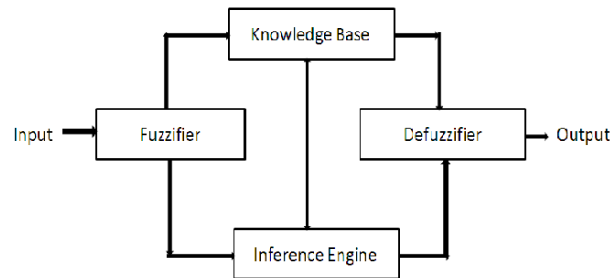 Knowledge Base
Input
Fuzzifier
Defuzzifier
Output
Inference Engine